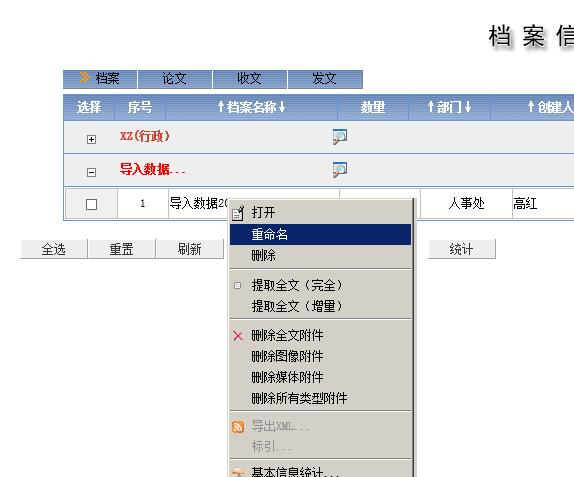 档 案 信
档案 论文 收文 发文
选择 序号 ↑档案名称↓ 数量 ↑部门↓ ↑创建人
XZ(行政)
导入数据...
1 导入数据20 人事处 高红
打开
重命名
删除
全选 重置 刷新 统计
提取全文（完全）
提取全文（增量）
删除全文附件
删除图像附件
删除媒体附件
删除所有类型附件
导出XML...
标引...
基本信息统计...